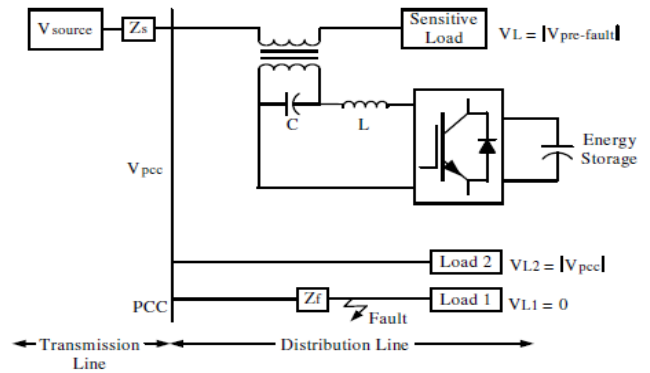 Vsource
Zs
Sensitive
Load
VL = |Vpre-fault|
C
L
Energy
Storage
Vpcc
Load 2
VL2 = |Vpcc|
PCC
Zf
Load 1
VL1 = 0
Fault
Transmission
Line
Distribution Line